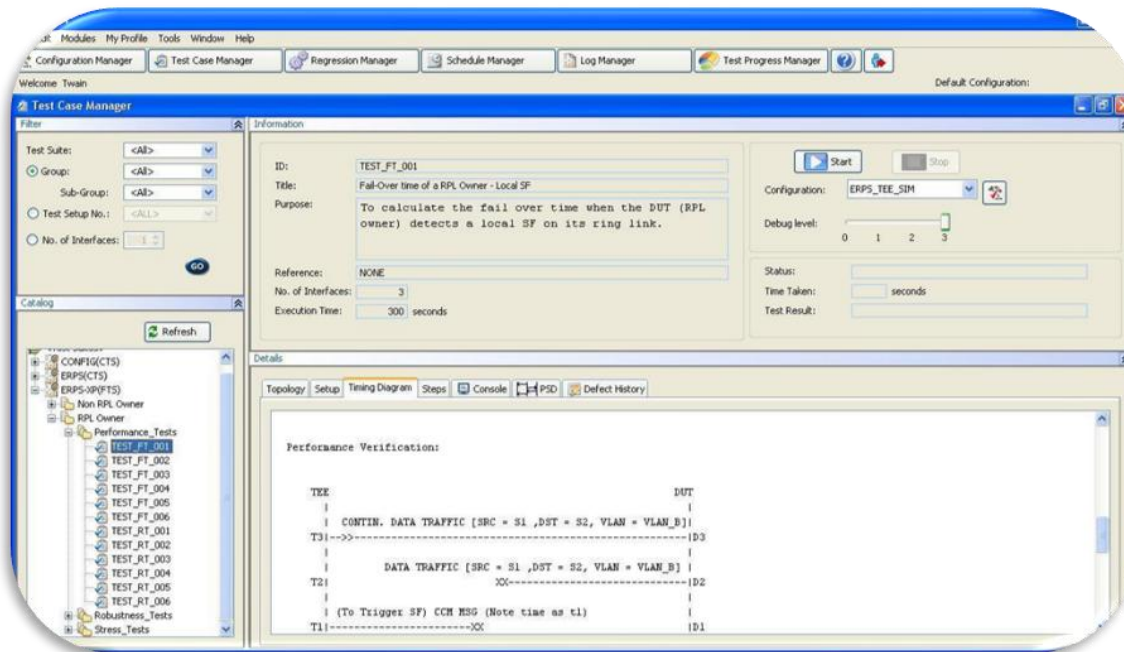 Modules My Profile Tools Window Help
Configuration Manager Test Case Manager Regression Manager Schedule Manager Log Manager Test Progress Manager
Welcome Twain Default Configuration:
Test Case Manager
Filter
Test Suite: <All>
Group: <All>
Sub-Group: <All>
Test Setup No.: <ALL>
No. of Interfaces: 1
GO
Catalog
Refresh
CONFIG(CTS)
ERPS(CTS)
ERPS-XP(FTS)
Non RPL Owner
RPL Owner
Performance_Tests
TEST_FT_001
TEST_FT_002
TEST_FT_003
TEST_FT_004
TEST_FT_005
TEST_FT_006
TEST_RT_001
TEST_RT_002
TEST_RT_003
TEST_RT_004
TEST_RT_005
TEST_RT_006
Robustness_Tests
Stress_Tests
Information
ID: TEST_FT_001
Title: Fail-Over time of a RPL Owner - Local SF
Purpose: To calculate the fail over time when the DUT (RPL
owner) detects a local SF on its ring link.
Reference: NONE
No. of Interfaces: 3
Execution Time: 300 seconds
Start Stop
Configuration: ERPS_TEE_SIM
Debug level:
0 1 2 3
Status:
Time Taken: seconds
Test Result:
Details
Topology Setup Timing Diagram Steps Console PSD Defect History
Performance Verification:
TEE DUT
| |
| CONTIN. DATA TRAFFIC [SRC = S1 ,DST = S2, VLAN = VLAN_B]|
T3|-->>--------------------------------------------------|D3
| |
| DATA TRAFFIC [SRC = S1 ,DST = S2, VLAN = VLAN_B] |
T2| XX---------------------------|D2
| |
| (To Trigger SF) CCM MSG (Note time as t1) |
T1|----------------------XX |D1